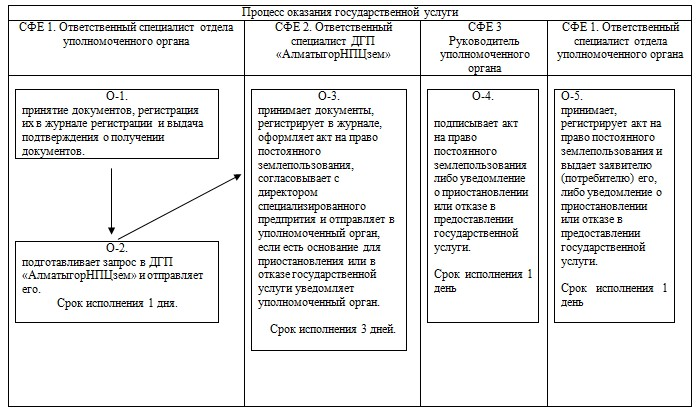 Процесс оказания государственной услуги
СФЕ 1. Ответственный специалист отдела
уполномоченного органа
СФЕ 2. Ответственный
специалист ДГП
«АлматыгорНПЦзем»
СФЕ 3
Руководитель
уполномоченного
органа
СФЕ 1. Ответственный
специалист отдела
уполномоченного органа
О-1.
принятие документов, регистрация
их в журнале регистрации и выдача
подтверждения о получении
документов.
О-2.
подготавливает запрос в ДГП
«АлматыгорНПЦзем» и отправляет
его.
Срок исполнения 1 дня.
О-3.
принимает документы,
регистрирует в журнале,
оформляет акт на право
постоянного
землепользования,
согласовывает с
директором
специализированного
предприятия и отправляет в
уполномоченный орган,
если есть основание для
приостановления или в
отказе государственной
услуги уведомляет
уполномоченный орган.
Срок исполнения 3 дней.
О-4.
подписывает акт
на право
постоянного
землепользования
либо уведомление
о приостановлении
или отказе в
предоставлении
государственной
услуги.
Срок исполнения 1
день
О-5.
принимает,
регистрирует акт на
право постоянного
землепользования и
выдает заявителю
(потребителю) его,
либо уведомление о
приостановлении
или отказе в
предоставлении
государственной
услуги.
Срок исполнения 1
день